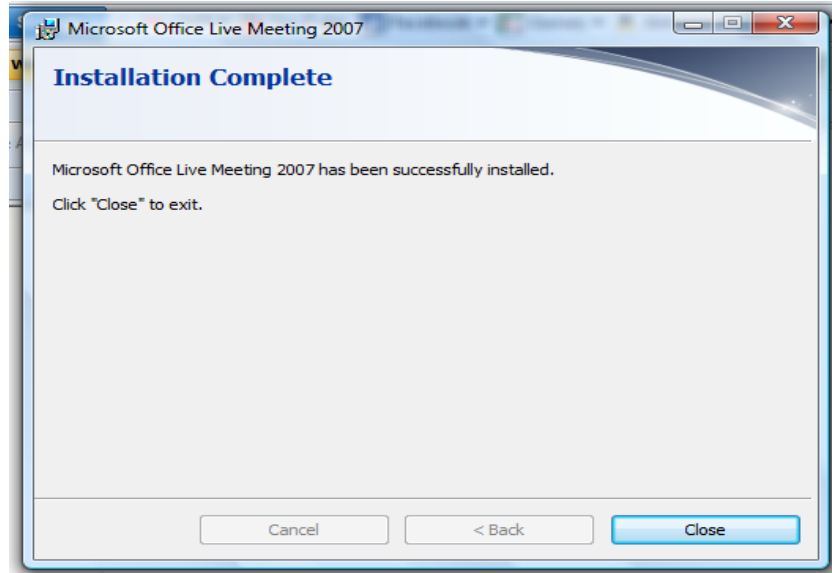 Microsoft Office Live Meeting 2007
Installation Complete
Microsoft Office Live Meeting 2007 has been successfully installed.
Click "Close" to exit.
Cancel
< Back
Close